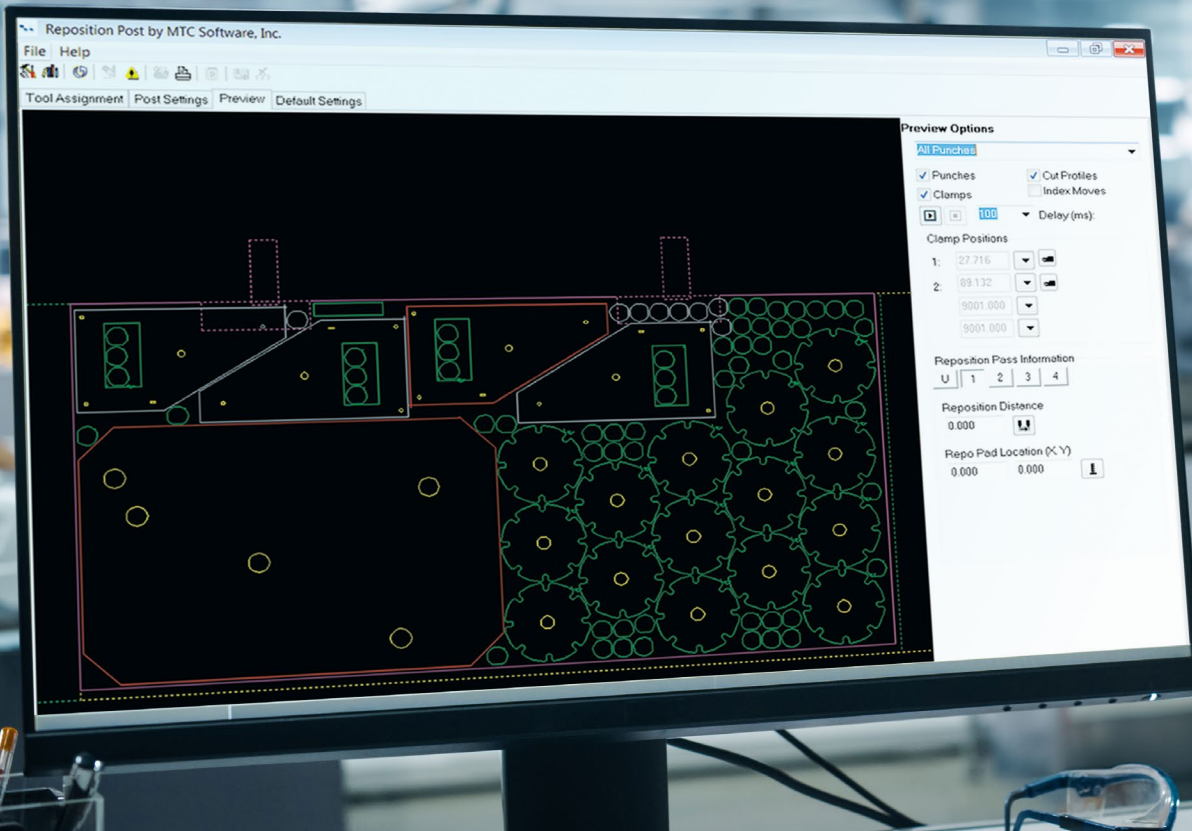 Reposition Post by MTC Software, Inc.
File Help
Tool Assignment Post Settings Preview Default Settings
Preview Options
All Punches
Punches Cut Profiles
Clamps Index Moves
100 Delay (ms):
Clamp Positions
1: 27.716
2: 89.132
9001.000
9001.000
Reposition Pass Information
U 1 2 3 4
Reposition Distance
0.000
Repo Pad Location (X,Y)
0.000 0.000